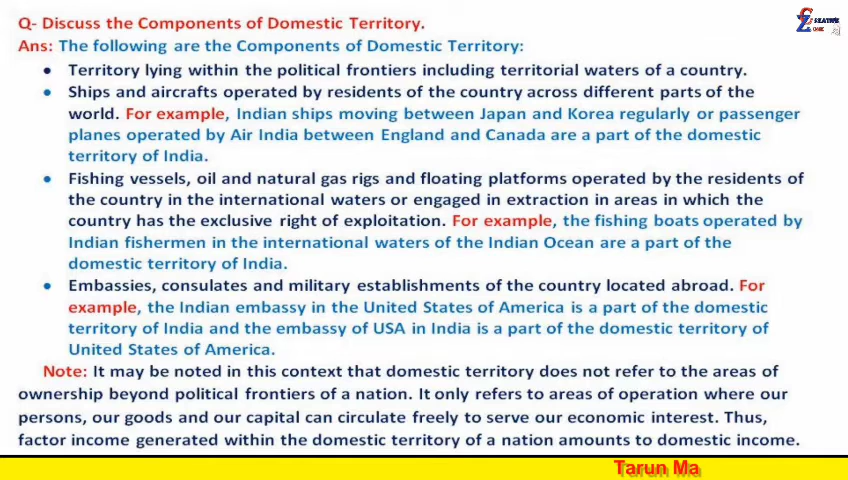 Q- Discuss the Components of Domestic Territory.
Ans: The following are the Components of Domestic Territory:
• Territory lying within the political frontiers including territorial waters of a country.
• Ships and aircrafts operated by residents of the country across different parts of the
world. For example, Indian ships moving between Japan and Korea regularly or passenger
planes operated by Air India between England and Canada are a part of the domestic
territory of India.
• Fishing vessels, oil and natural gas rigs and floating platforms operated by the residents of
the country in the international waters or engaged in extraction in areas in which the
country has the exclusive right of exploitation. For example, the fishing boats operated by
Indian fishermen in the international waters of the Indian Ocean are a part of the
domestic territory of India.
• Embassies, consulates and military establishments of the country located abroad. For
example, the Indian embassy in the United States of America is a part of the domestic
territory of India and the embassy of USA in India is a part of the domestic territory of
United States of America.
Note: It may be noted in this context that domestic territory does not refer to the areas of
ownership beyond political frontiers of a nation. It only refers to areas of operation where our
persons, our goods and our capital can circulate freely to serve our economic interest. Thus,
factor income generated within the domestic territory of a nation amounts to domestic income.
Tarun Ma